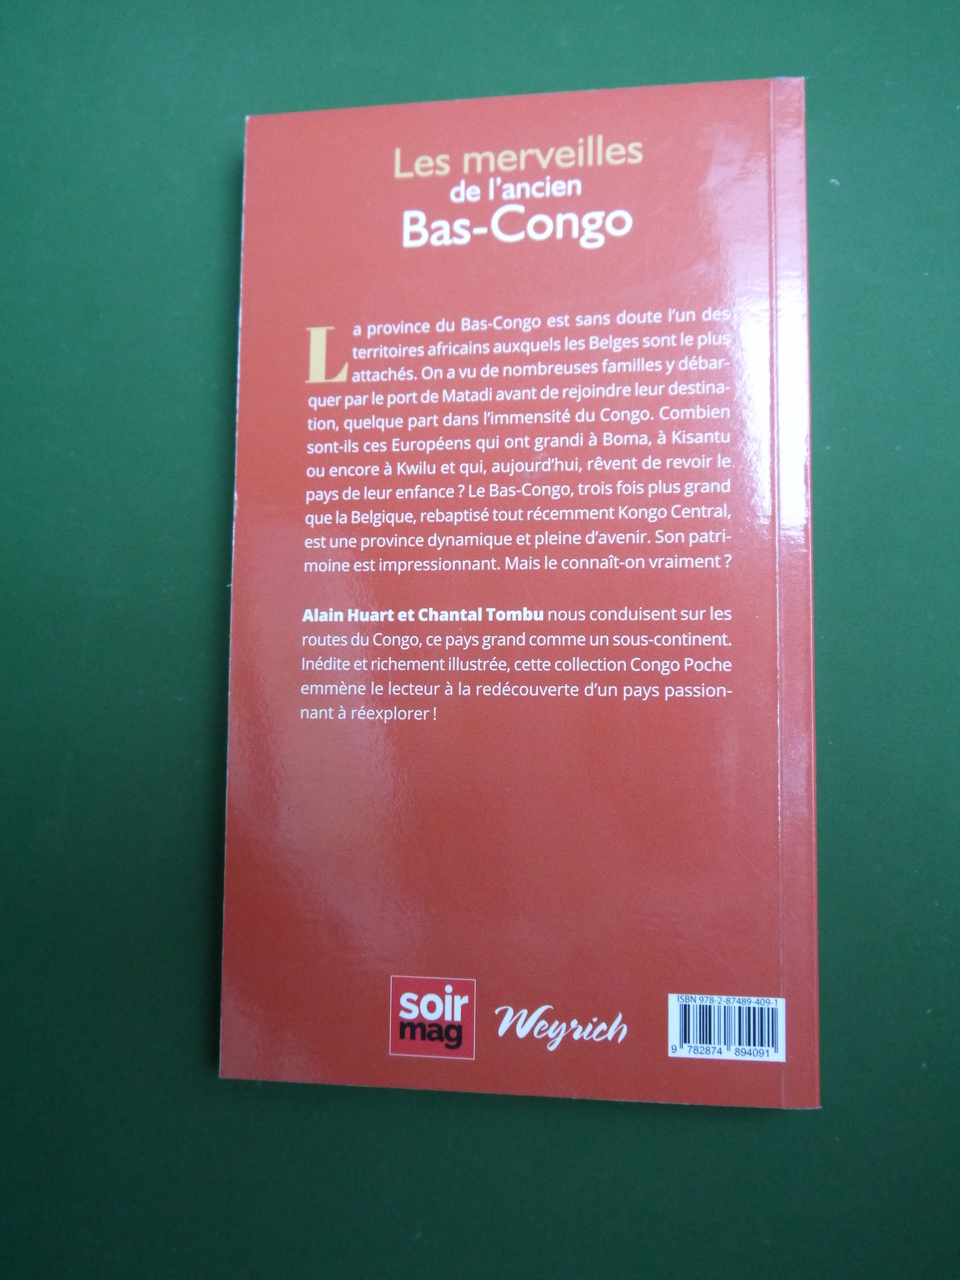 Les merveilles
de l'ancien
Bas-Congo
La province du Bas-Congo est sans doute l'un des
territoires africains auxquels les Belges sont le plus
attachés. On a vu de nombreuses familles y débar-
quer par le port de Matadi avant de rejoindre leur destina-
tion, quelque part dans l'immensité du Congo. Combien
sont-ils ces Européens qui ont grandi à Boma, à Kisantu
ou encore à Kwilu et qui, aujourd'hui, rêvent de revoir le
pays de leur enfance ? Le Bas-Congo, trois fois plus grand
que la Belgique, rebaptisé tout récemment Kongo Central,
est une province dynamique et pleine d'avenir. Son patri-
moine est impressionnant. Mais le connaît-on vraiment ?
Alain Huart et Chantal Tombu nous conduisent sur les
routes du Congo, ce pays grand comme un sous-continent.
Inédite et richement illustrée, cette collection Congo Poche
emmène le lecteur à la redécouverte d'un pays passion-
nant à réexplorer !
soir
mag
Weyrich
ISBN 978-2-87489-409-1
9 782874 894091